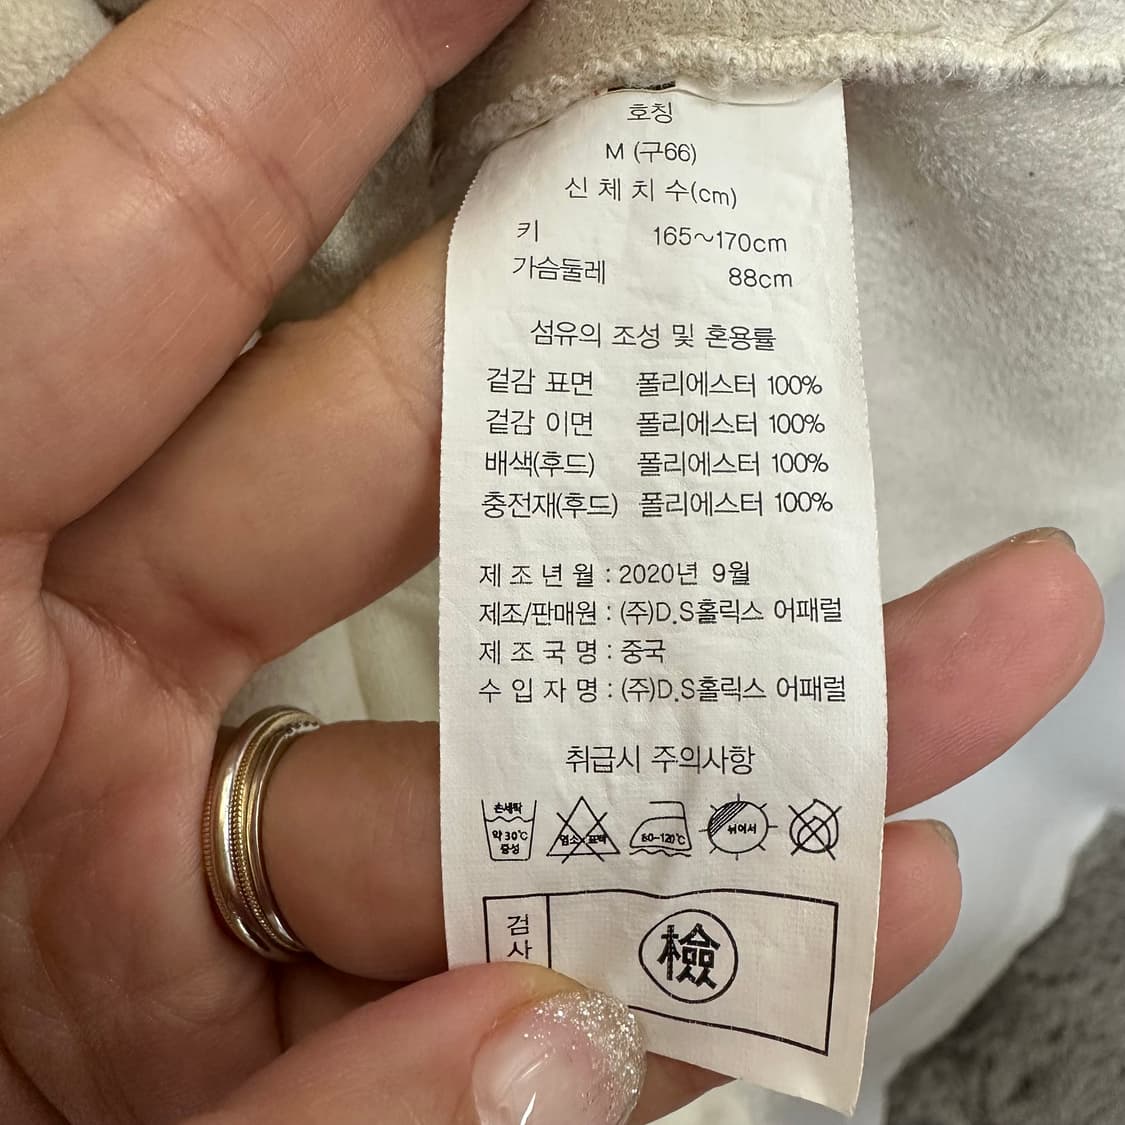 호칭
M (구66)
신 체 치 수(cm)
키 165~170cm
가슴둘레 88cm
섬유의 조성 및 혼용률
겉감 표면 폴리에스터 100%
겉감 이면 폴리에스터 100%
배색(후드) 폴리에스터 100%
충전재(후드) 폴리에스터 100%
제 조 년 월 : 2020년 9월
제조/판매원 : (주)D.S홀릭스 어패럴
제 조 국 명 : 중국
수 입 자 명 : (주)D.S홀릭스 어패럴
취급시 주의사항
손세탁
약 30℃
중성
염소 표백
80~120℃
뉘어서
검사
檢